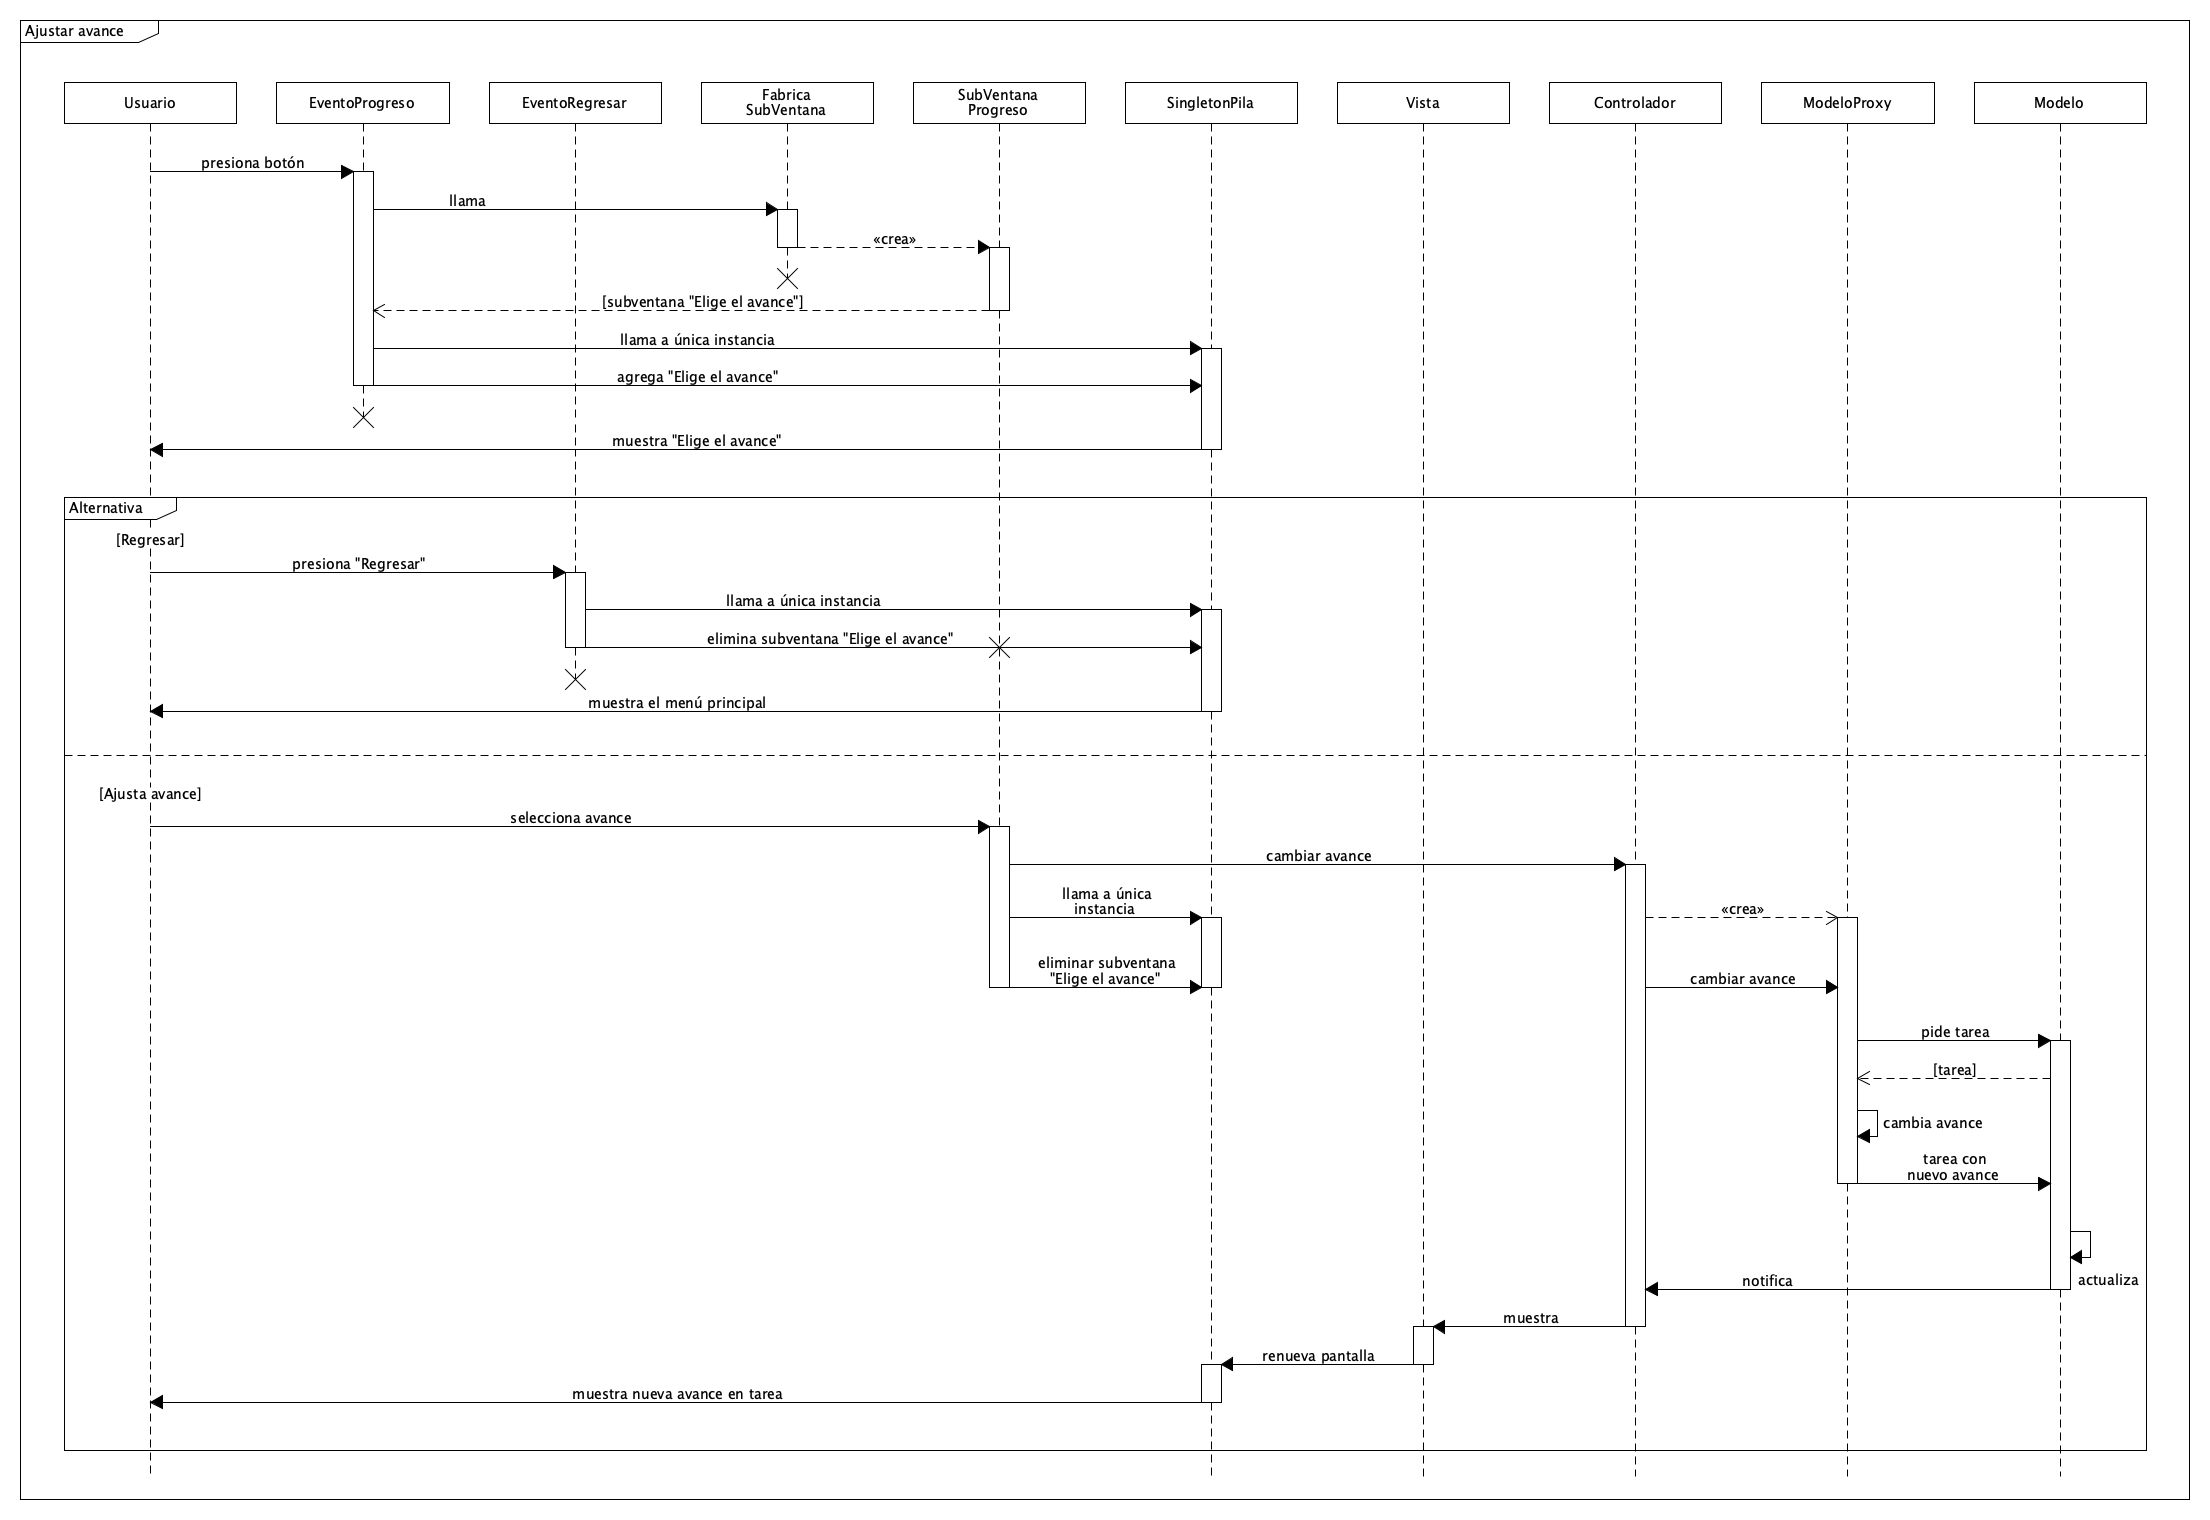 Ajustar avance
Usuario
EventoProgreso
EventoRegresar
Fabrica
SubVentana
SubVentana
Progreso
SingletonPila
Vista
Controlador
ModeloProxy
Modelo
presiona botón
llama
«crea»
[subventana "Elige el avance"]
llama a única instancia
agrega "Elige el avance"
muestra "Elige el avance"
Alternativa
[Regresar]
presiona "Regresar"
llama a única instancia
elimina subventana "Elige el avance"
muestra el menú principal
[Ajusta avance]
selecciona avance
cambiar avance
llama a única
instancia
«crea»
eliminar subventana
"Elige el avance"
cambiar avance
pide tarea
[tarea]
cambia avance
tarea con
nuevo avance
actualiza
notifica
muestra
renueva pantalla
muestra nueva avance en tarea